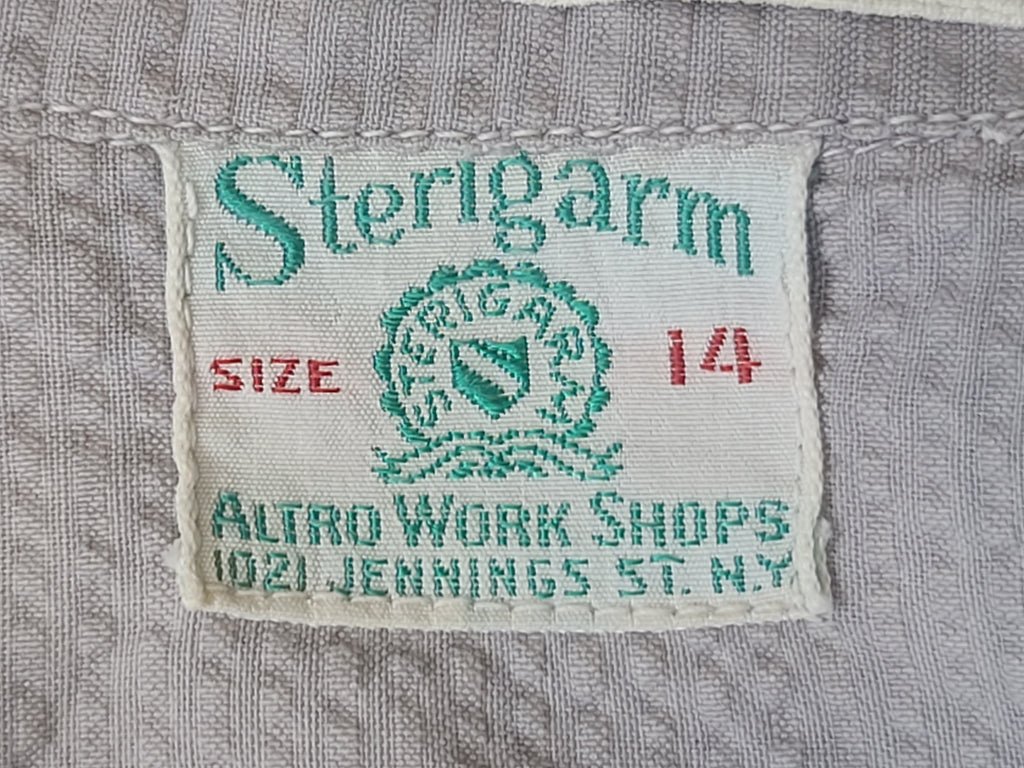 Sterigarm
STERIGARM
SIZE 14
ALTRO WORK SHOPS
1021 JENNINGS ST. N.Y